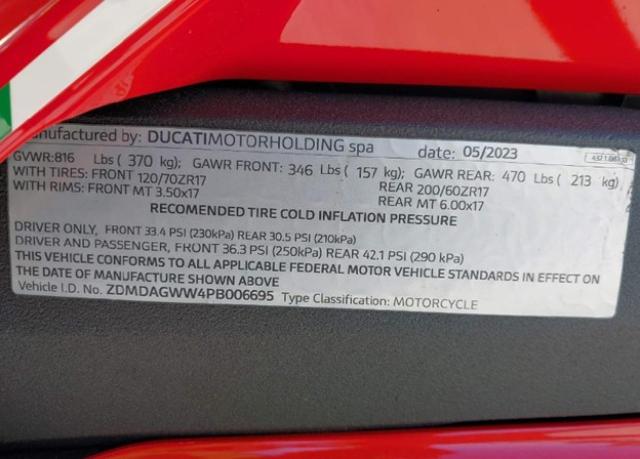 manufactured by: DUCATIMOTORHOLDING spa date: 05/2023
GVWR:816 Lbs ( 370 kg); GAWR FRONT: 346 Lbs ( 157 kg); GAWR REAR: 470 Lbs ( 213 kg)
WITH TIRES: FRONT 120/70ZR17 REAR 200/60ZR17
WITH RIMS: FRONT MT 3.50x17 REAR MT 6.00x17
RECOMENDED TIRE COLD INFLATION PRESSURE
DRIVER ONLY, FRONT 33.4 PSI (230kPa) REAR 30.5 PSI (210kPa)
DRIVER AND PASSENGER, FRONT 36.3 PSI (250kPa) REAR 42.1 PSI (290 kPa)
THIS VEHICLE CONFORMS TO ALL APPLICABLE FEDERAL MOTOR VEHICLE STANDARDS IN EFFECT ON
THE DATE OF MANUFACTURE SHOWN ABOVE
Vehicle I.D. No. ZDMDAGWW4PB006695 Type Classification: MOTORCYCLE